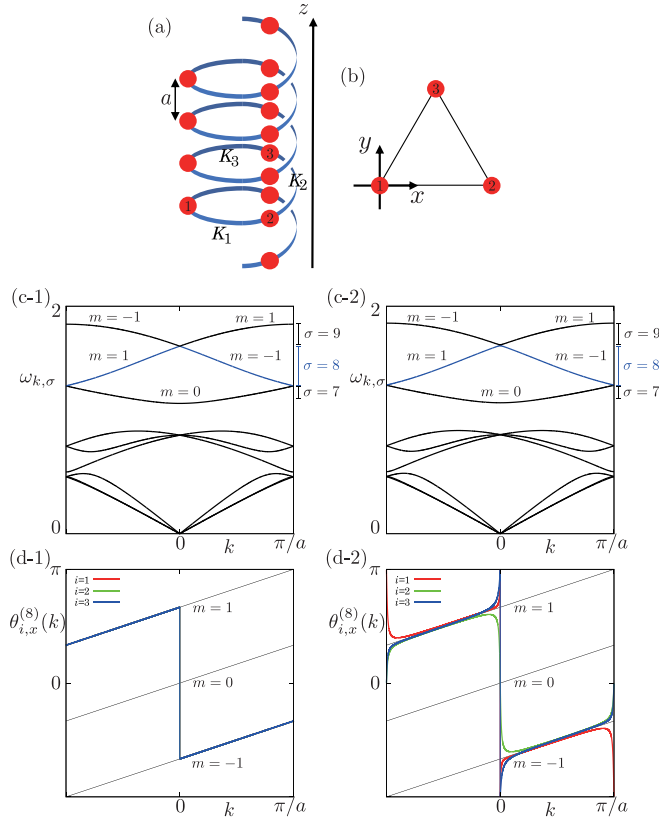 (a)
z
(b)
a
K₃
3
K₂
1
2
K₁
3
y
1
x
2
(c-1)
2
m = −1
m = 1
σ = 9
m = 1
m = −1
σ = 8
ω_{k,σ}
m = 0
σ = 7
0
0
k
π/a
(c-2)
2
m = −1
m = 1
σ = 9
m = 1
m = −1
σ = 8
ω_{k,σ}
m = 0
σ = 7
0
0
k
π/a
(d-1)
π
i=1
i=2
i=3
m = 1
θ_{i,x}^{(8)}(k)
m = 0
0
m = −1
0
k
π/a
(d-2)
π
i=1
i=2
i=3
m = 1
θ_{i,x}^{(8)}(k)
m = 0
0
m = −1
0
k
π/a